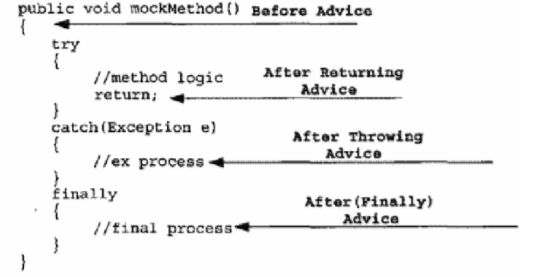 public void mockMethod() Before Advice
{
try
{
//method logic After Returning
return; Advice
}
catch(Exception e)
{ After Throwing
//ex process Advice
}
finally
{ After(Finally)
//final process Advice
}
}